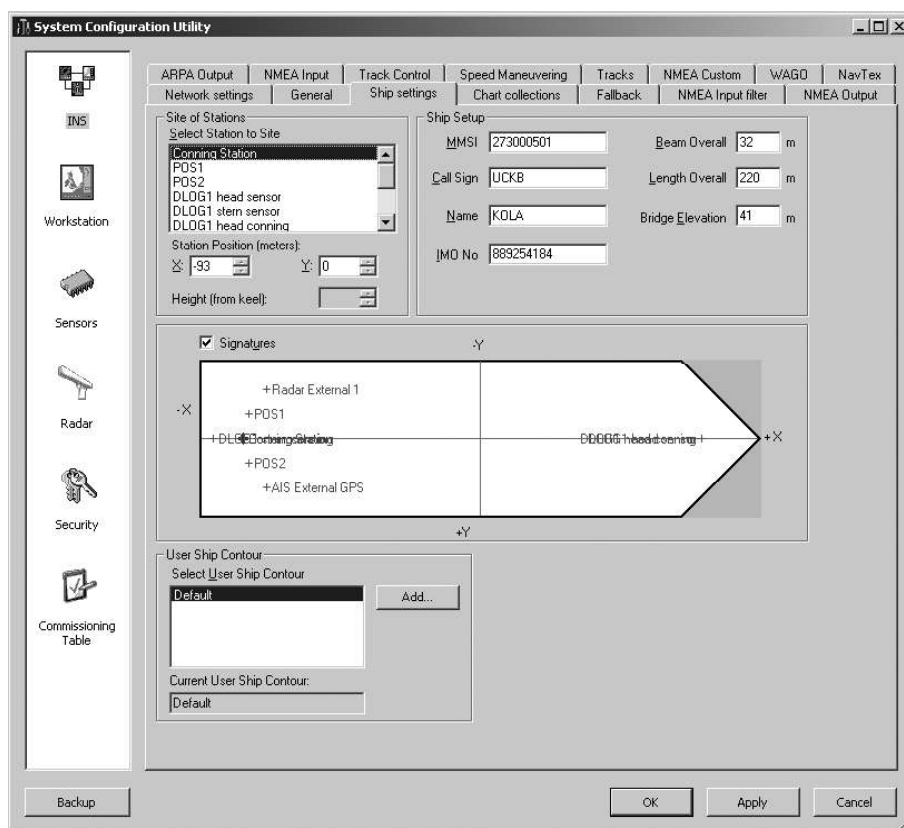 System Configuration Utility
INS
Workstation
Sensors
Radar
Security
Commissioning Table
ARPA Output NMEA Input Track Control Speed Maneuvering Tracks NMEA Custom WAGO NavTex
Network settings General Ship settings Chart collections Fallback NMEA Input filter NMEA Output
Site of Stations
Select Station to Site
Conning Station
POS1
POS2
DLOG1 head sensor
DLOG1 stern sensor
DLOG1 head conning
Station Position (meters):
X: -93 Y: 0
Height (from keel):
Ship Setup
MMSI 273000501 Beam Overall 32 m
Call Sign UCKB Length Overall 220 m
Name KOLA Bridge Elevation 41 m
IMO No 889254184
Signatures
-Y
+Radar External 1
-X
+POS1
+X
+POS2
+AIS External GPS
+Y
User Ship Contour
Select User Ship Contour
Default
Add...
Current User Ship Contour:
Default
Backup OK Apply Cancel